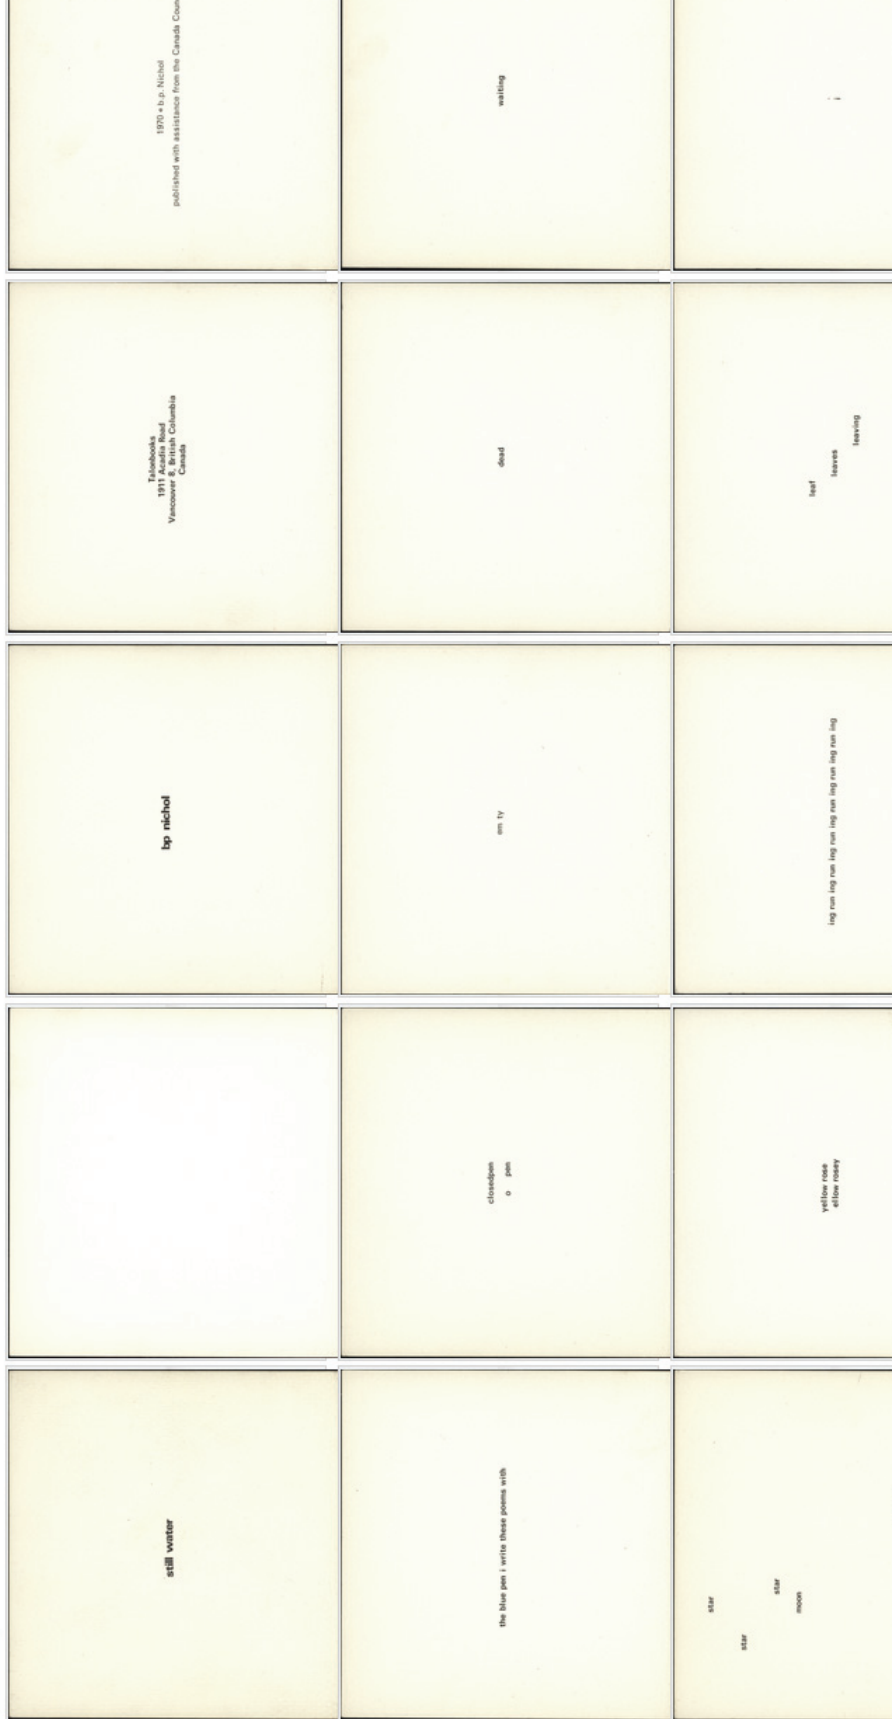 still water
bp nichol
Talonbooks
1911 Acadia Road
Vancouver 8, British Columbia
Canada
1970 • b.p. Nichol
published with assistance from the Canada Coun
the blue pen i write these poems with
closedpen
o pen
em ty
dead
waiting
star
star
star
moon
yellow rose
ellow rosey
ing run ing run ing run ing run ing run ing run ing
leaf
leaves
leaving
i